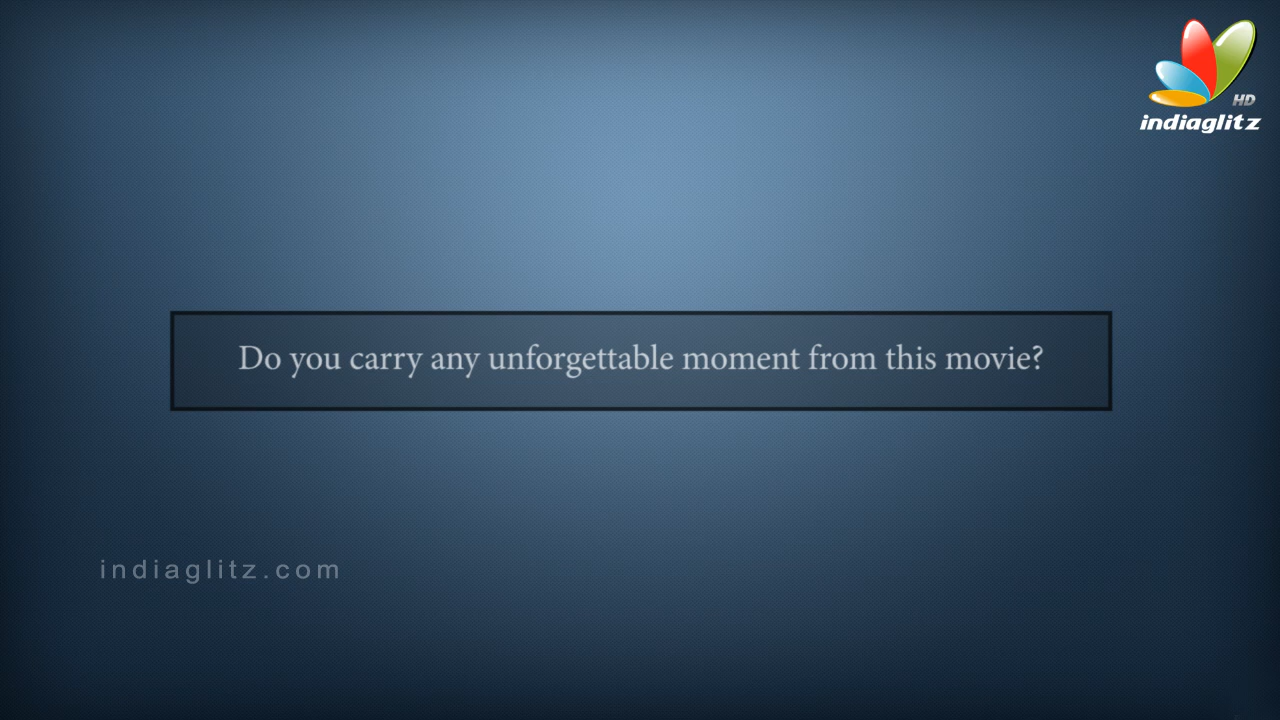 HD
indiaglitz
Do you carry any unforgettable moment from this movie?
indiaglitz.com